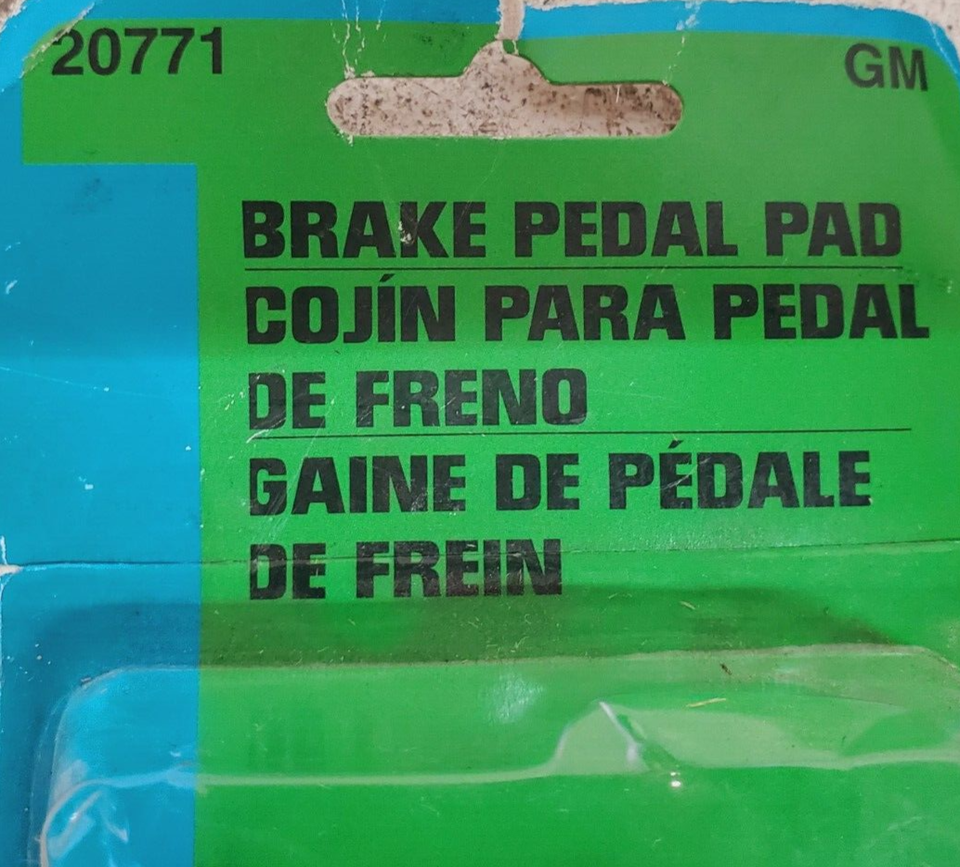 20771
GM
BRAKE PEDAL PAD
COJÍN PARA PEDAL
DE FRENO
GAINE DE PÉDALE
DE FREIN